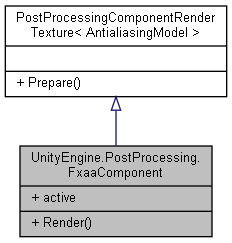 PostProcessingComponentRender
Texture< AntialiasingModel >
+ Prepare()
UnityEngine.PostProcessing.
FxaaComponent
+ active
+ Render()